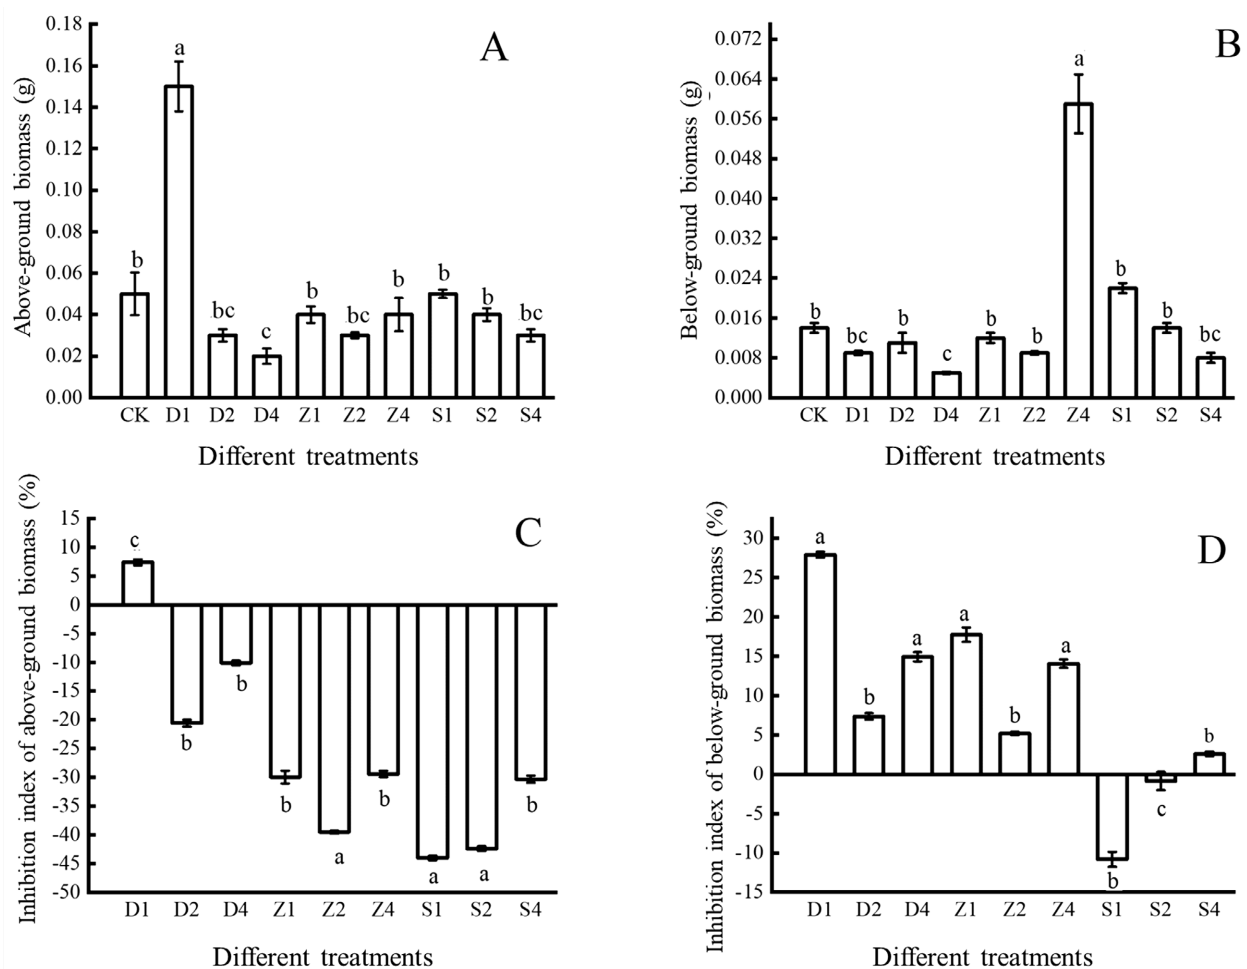 A
Above-ground biomass (g)
0.18
0.16
0.14
0.12
0.10
0.08
0.06
0.04
0.02
0.00
b
a
bc
c
b
bc
b
b
b
bc
CK D1 D2 D4 Z1 Z2 Z4 S1 S2 S4
Different treatments
B
Below-ground biomass (g)
0.072
0.064
0.056
0.048
0.040
0.032
0.024
0.016
0.008
0.000
b
bc
b
c
b
b
a
b
b
bc
CK D1 D2 D4 Z1 Z2 Z4 S1 S2 S4
Different treatments
C
Inhibition index of above-ground biomass (%)
15
10
5
0
-5
-10
-15
-20
-25
-30
-35
-40
-45
-50
c
b
b
b
a
b
a
a
b
D1 D2 D4 Z1 Z2 Z4 S1 S2 S4
Different treatments
D
Inhibition index of below-ground biomass (%)
30
25
20
15
10
5
0
-5
-10
-15
a
b
a
a
b
a
b
c
b
D1 D2 D4 Z1 Z2 Z4 S1 S2 S4
Different treatments